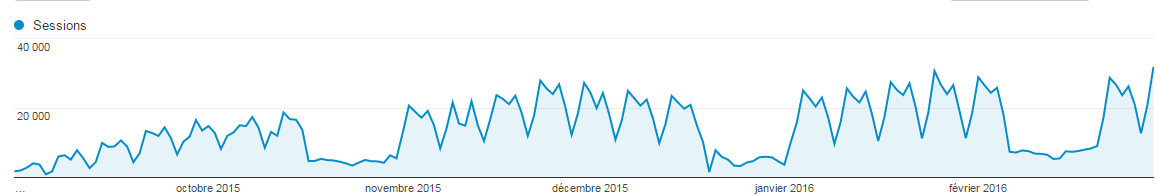 Sessions
40 000
20 000
...
octobre 2015
novembre 2015
décembre 2015
janvier 2016
février 2016